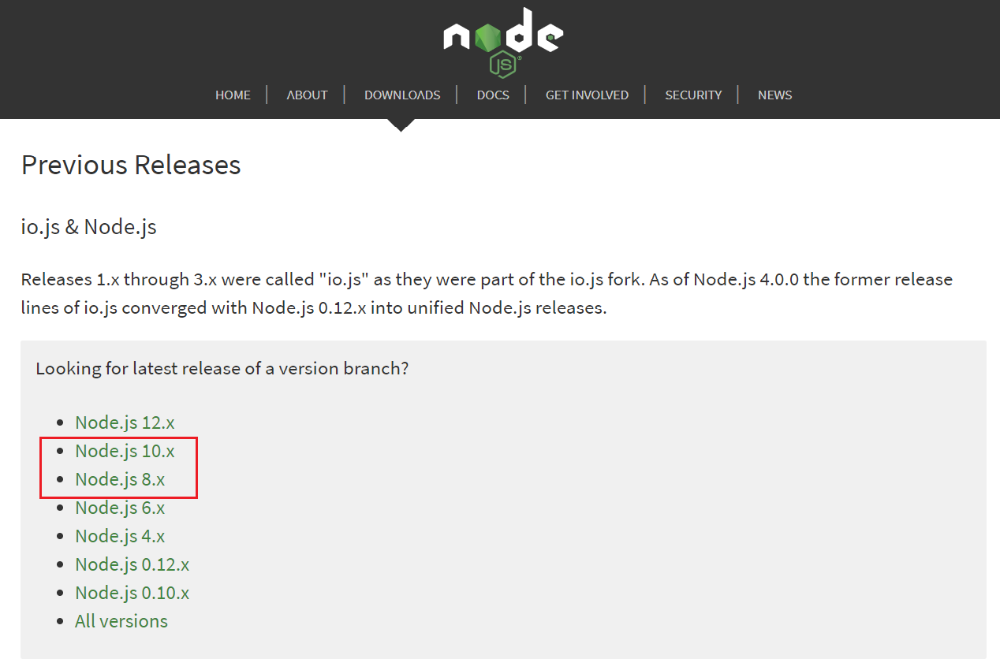 node
JS®
HOME ABOUT DOWNLOADS DOCS GET INVOLVED SECURITY NEWS
Previous Releases
io.js & Node.js
Releases 1.x through 3.x were called "io.js" as they were part of the io.js fork. As of Node.js 4.0.0 the former release
lines of io.js converged with Node.js 0.12.x into unified Node.js releases.
Looking for latest release of a version branch?
Node.js 12.x
Node.js 10.x
Node.js 8.x
Node.js 6.x
Node.js 4.x
Node.js 0.12.x
Node.js 0.10.x
All versions